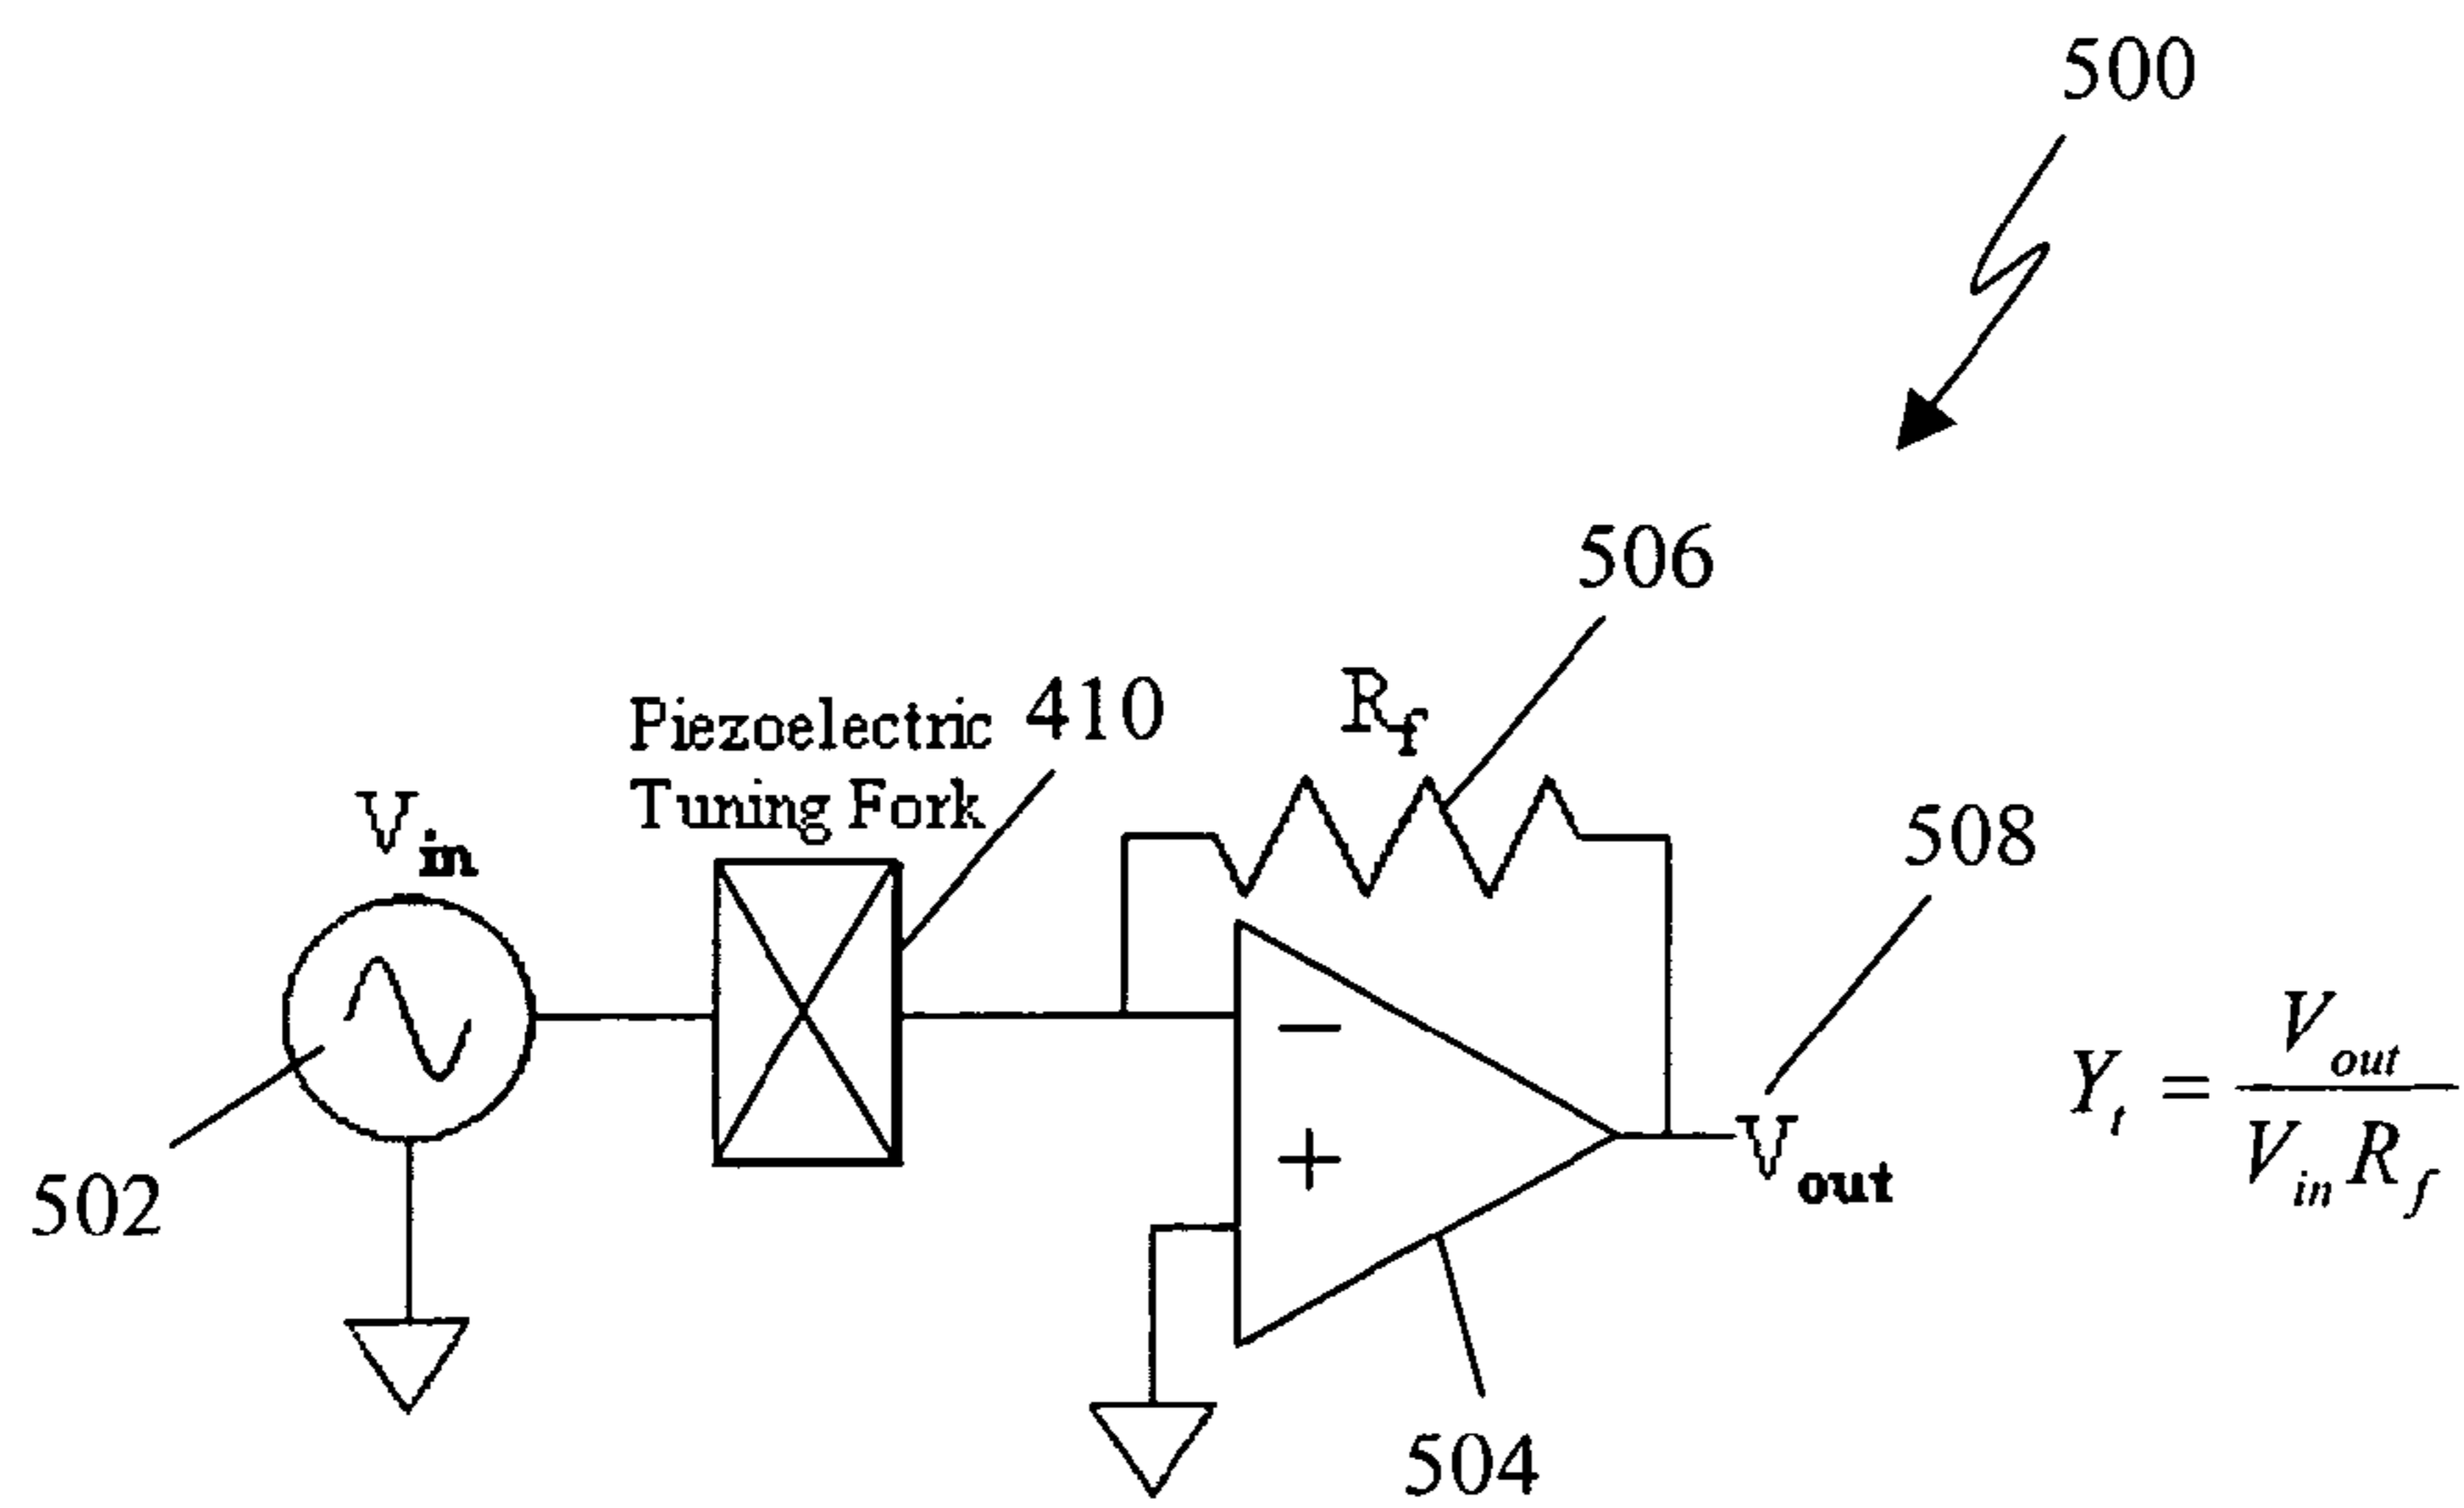 500
506
R_f
Piezoelectric 410
Tuning Fork
V_in
508
502
−
+
V_out
Y_t = V_out / V_in R_f
504